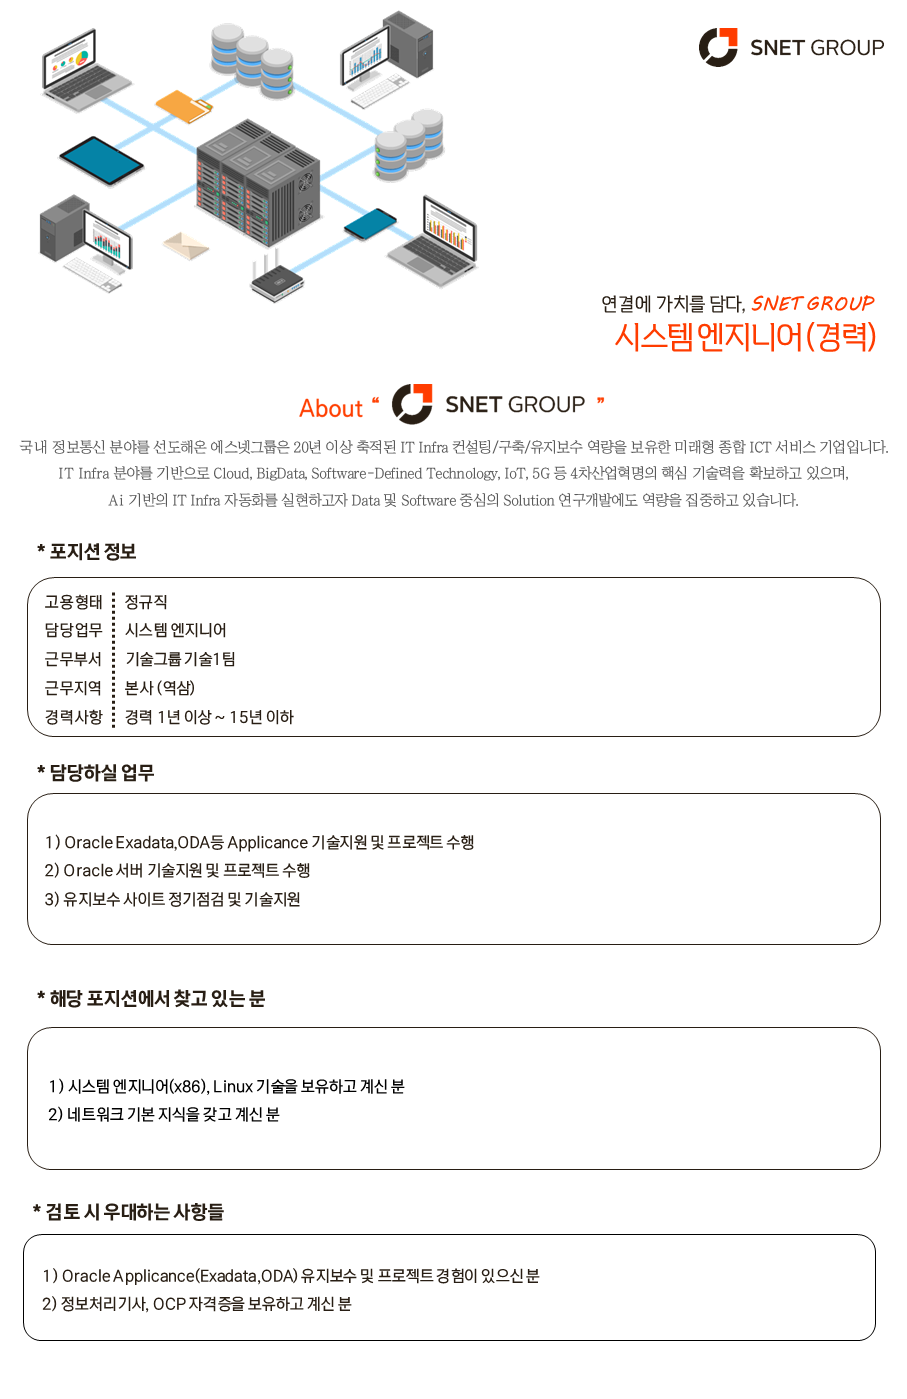 SNET GROUP
연결에 가치를 담다, SNET GROUP
시스템 엔지니어(경력)
About “ SNET GROUP ”
국내 정보통신 분야를 선도해온 에스넷그룹은 20년 이상 축적된 IT Infra 컨설팅/구축/유지보수 역량을 보유한 미래형 종합 ICT 서비스 기업입니다.
IT Infra 분야를 기반으로 Cloud, BigData, Software-Defined Technology, IoT, 5G 등 4차산업혁명의 핵심 기술력을 확보하고 있으며,
Ai 기반의 IT Infra 자동화를 실현하고자 Data 및 Software 중심의 Solution 연구개발에도 역량을 집중하고 있습니다.
* 포지션 정보
고용형태 정규직
담당업무 시스템 엔지니어
근무부서 기술그룹 기술1팀
근무지역 본사 (역삼)
경력사항 경력 1년 이상 ~ 15년 이하
* 담당하실 업무
1) Oracle Exadata,ODA등 Applicance 기술지원 및 프로젝트 수행
2) Oracle 서버 기술지원 및 프로젝트 수행
3) 유지보수 사이트 정기점검 및 기술지원
* 해당 포지션에서 찾고 있는 분
1) 시스템 엔지니어(x86), Linux 기술을 보유하고 계신 분
2) 네트워크 기본 지식을 갖고 계신 분
* 검토 시 우대하는 사항들
1) Oracle Applicance(Exadata,ODA) 유지보수 및 프로젝트 경험이 있으신 분
2) 정보처리기사, OCP 자격증을 보유하고 계신 분